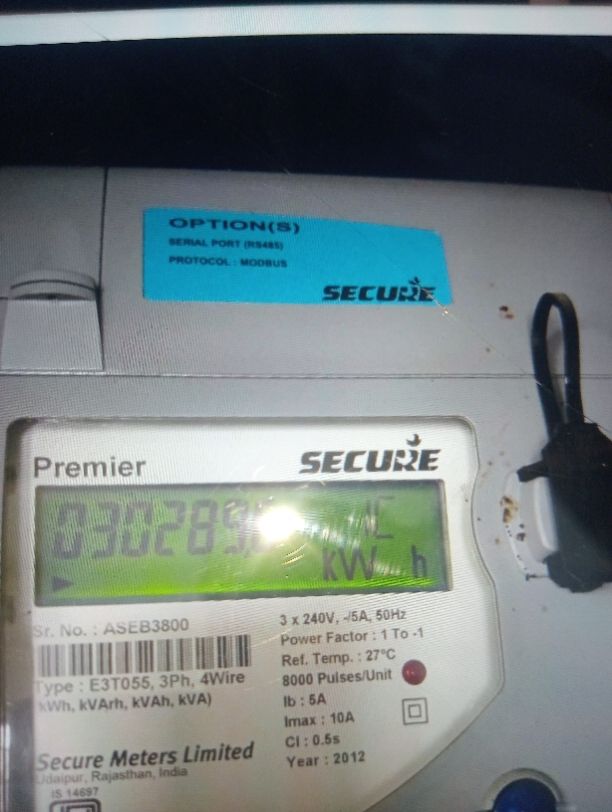 OPTION(S)
SERIAL PORT (RS485)
PROTOCOL : MODBUS
SECURE
Premier
SECURE
kW h
Sr. No. : ASEB3800
Type : E3T055, 3Ph, 4Wire
kWh, kVArh, kVAh, kVA)
Secure Meters Limited
Udaipur, Rajasthan, India
IS 14697
3 x 240V, -/5A, 50Hz
Power Factor : 1 To -1
Ref. Temp. : 27°C
8000 Pulses/Unit
Ib : 5A
Imax : 10A
Cl : 0.5s
Year : 2012